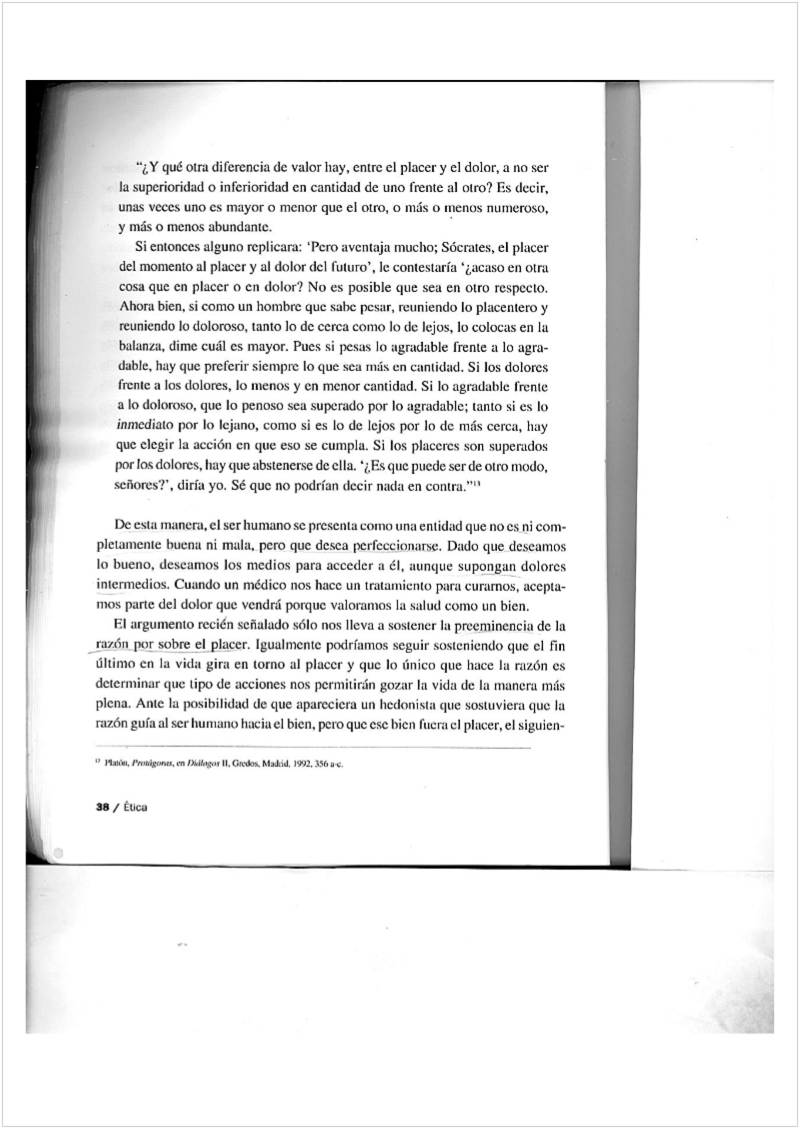 “¿Y qué otra diferencia de valor hay, entre el placer y el dolor, a no ser
la superioridad o inferioridad en cantidad de uno frente al otro? Es decir,
unas veces uno es mayor o menor que el otro, o más o menos numeroso,
y más o menos abundante.
Si entonces alguno replicara: ‘Pero aventaja mucho; Sócrates, el placer
del momento al placer y al dolor del futuro’, le contestaría ‘¿acaso en otra
cosa que en placer o en dolor? No es posible que sea en otro respecto.
Ahora bien, si como un hombre que sabe pesar, reuniendo lo placentero y
reuniendo lo doloroso, tanto lo de cerca como lo de lejos, lo colocas en la
balanza, dime cuál es mayor. Pues si pesas lo agradable frente a lo agra-
dable, hay que preferir siempre lo que sea más en cantidad. Si los dolores
frente a los dolores, lo menos y en menor cantidad. Si lo agradable frente
a lo doloroso, que lo penoso sea superado por lo agradable; tanto si es lo
inmediato por lo lejano, como si es lo de lejos por lo de más cerca, hay
que elegir la acción en que eso se cumpla. Si los placeres son superados
por los dolores, hay que abstenerse de ella. ‘¿Es que puede ser de otro modo,
señores?’, diría yo. Sé que no podrían decir nada en contra.”¹³
De esta manera, el ser humano se presenta como una entidad que no es ni com-
pletamente buena ni mala, pero que desea perfeccionarse. Dado que deseamos
lo bueno, deseamos los medios para acceder a él, aunque supongan dolores
intermedios. Cuando un médico nos hace un tratamiento para curarnos, acepta-
mos parte del dolor que vendrá porque valoramos la salud como un bien.
El argumento recién señalado sólo nos lleva a sostener la preeminencia de la
razón por sobre el placer. Igualmente podríamos seguir sosteniendo que el fin
último en la vida gira en torno al placer y que lo único que hace la razón es
determinar que tipo de acciones nos permitirán gozar la vida de la manera más
plena. Ante la posibilidad de que apareciera un hedonista que sostuviera que la
razón guía al ser humano hacia el bien, pero que ese bien fuera el placer, el siguien-
¹³ Platón, Protágoras, en Diálogos II, Gredos, Madrid, 1992, 356 a-c.
38 / Ética